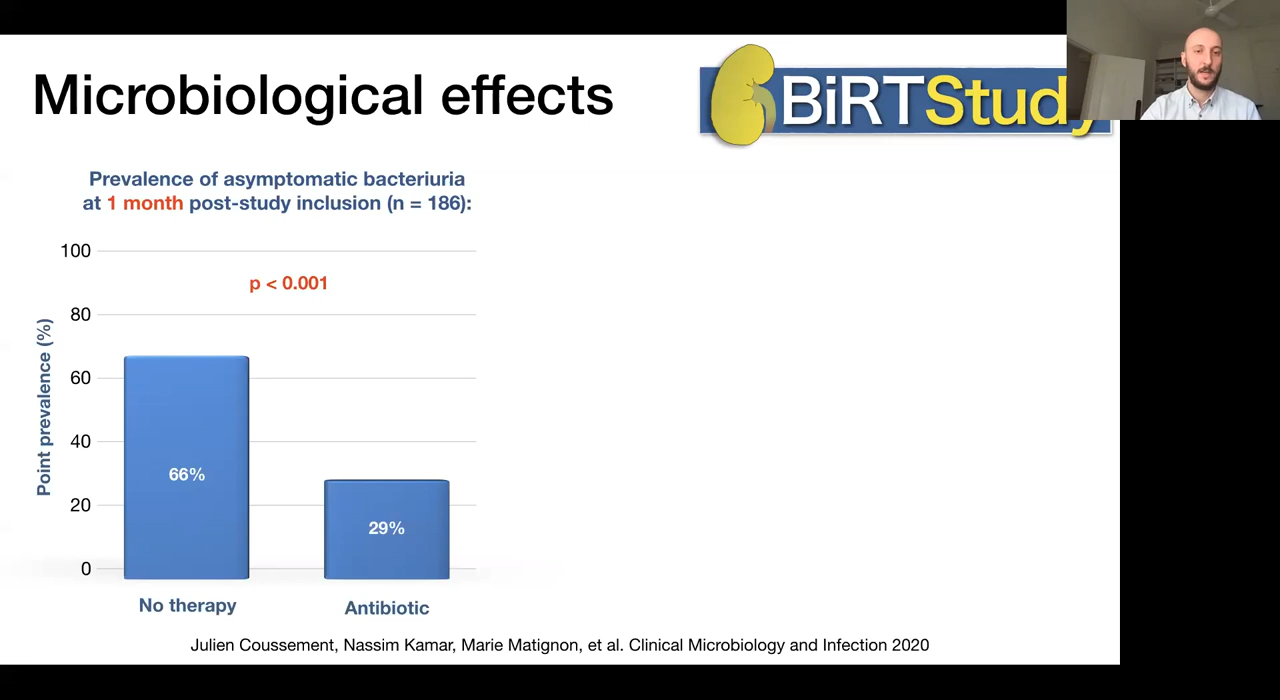 Microbiological effects
BiRTStudy
Prevalence of asymptomatic bacteriuria
at 1 month post-study inclusion (n = 186):
100
p < 0.001
80
60
40
20
0
Point prevalence (%)
66%
29%
No therapy
Antibiotic
Julien Coussement, Nassim Kamar, Marie Matignon, et al. Clinical Microbiology and Infection 2020